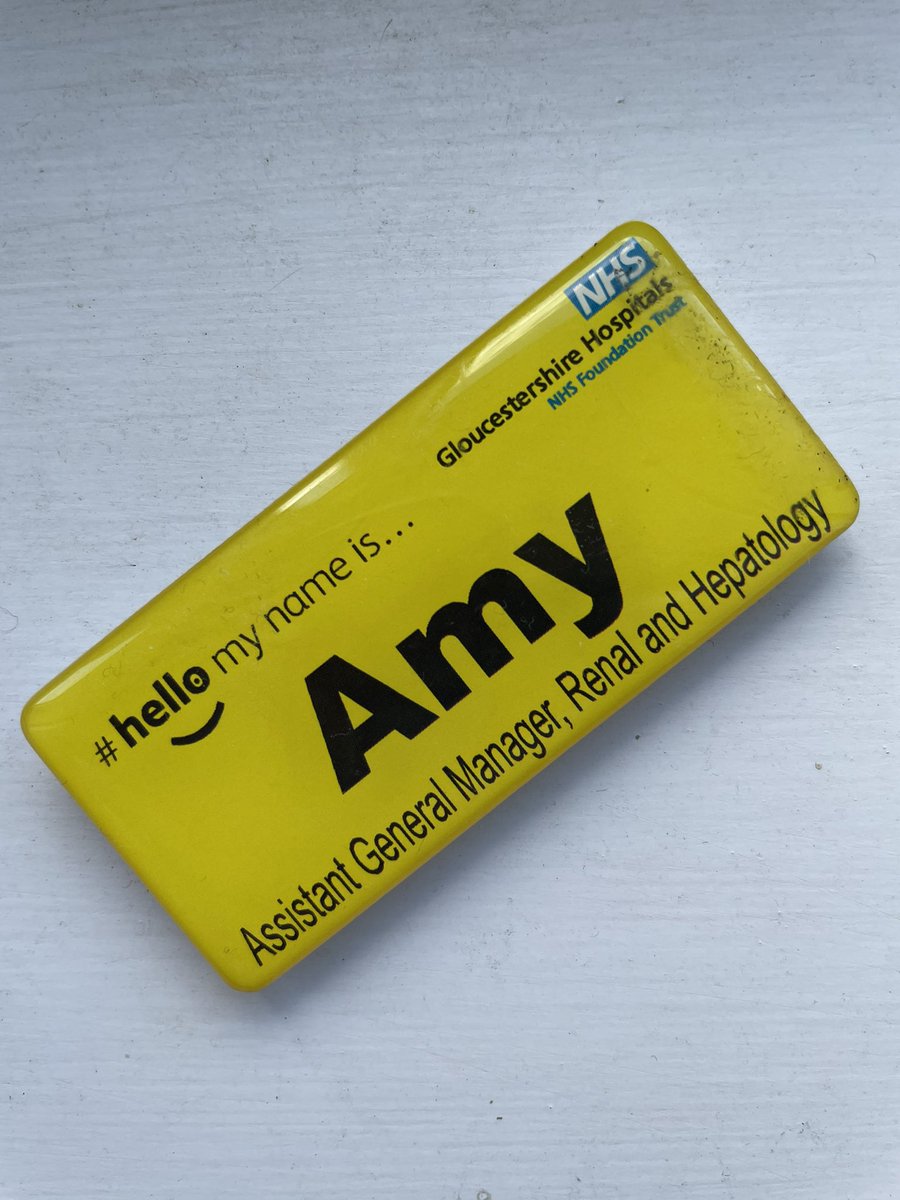 NHS
Gloucestershire Hospitals
NHS Foundation Trust
#hello my name is...
Amy
Assistant General Manager, Renal and Hepatology